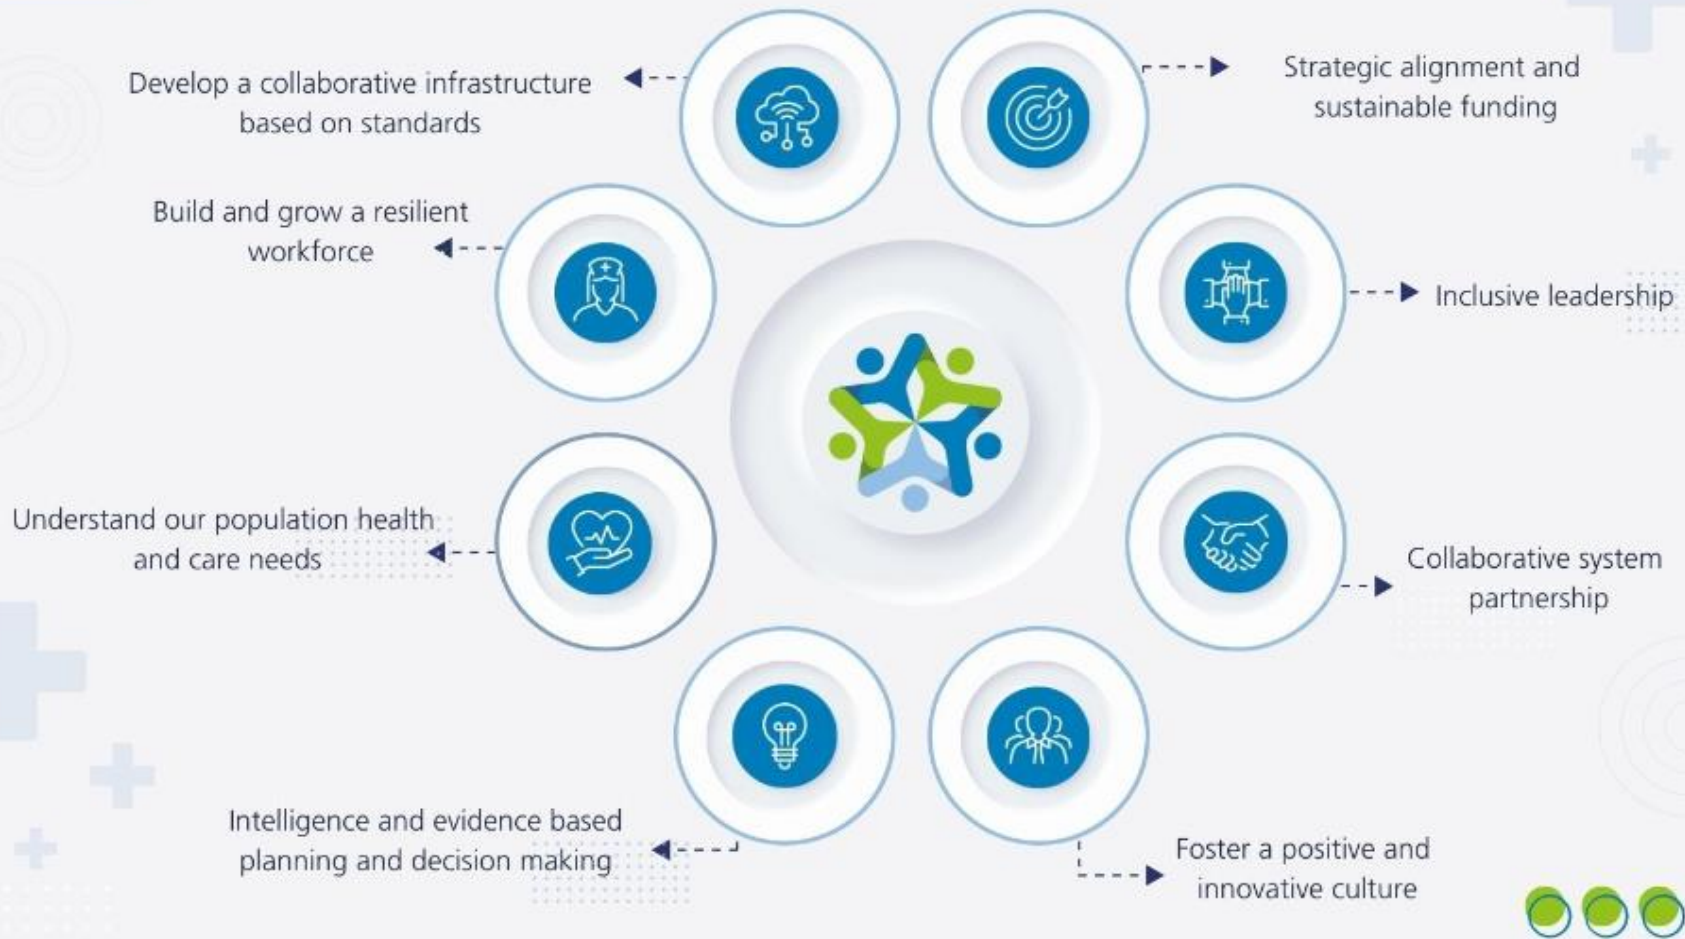 Develop a collaborative infrastructure
based on standards
Strategic alignment and
sustainable funding
Build and grow a resilient
workforce
Inclusive leadership
Understand our population health
and care needs
Collaborative system
partnership
Intelligence and evidence based
planning and decision making
Foster a positive and
innovative culture